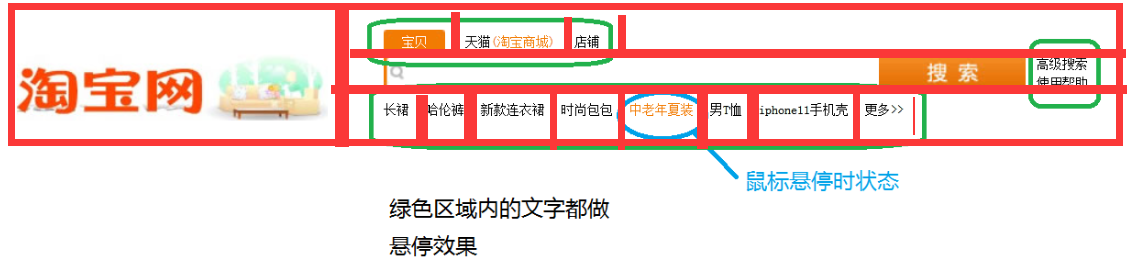 淘宝网
宝贝 天猫(淘宝商城) 店铺
搜 索
高级搜索
使用帮助
长裙 哈伦裤 新款连衣裙 时尚包包 中老年夏装 男T恤 iphone11手机壳 更多>>
鼠标悬停时状态
绿色区域内的文字都做
悬停效果